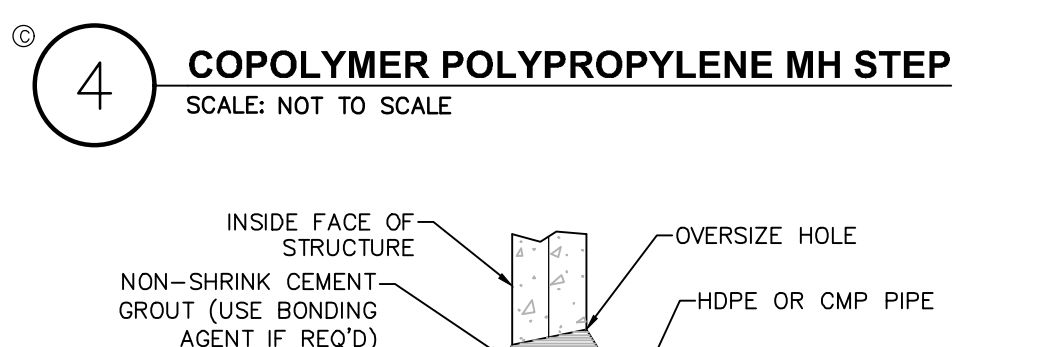 ©
4
COPOLYMER POLYPROPYLENE MH STEP
SCALE: NOT TO SCALE
INSIDE FACE OF
STRUCTURE
NON-SHRINK CEMENT
GROUT (USE BONDING
AGENT IF REQ'D)
OVERSIZE HOLE
HDPE OR CMP PIPE